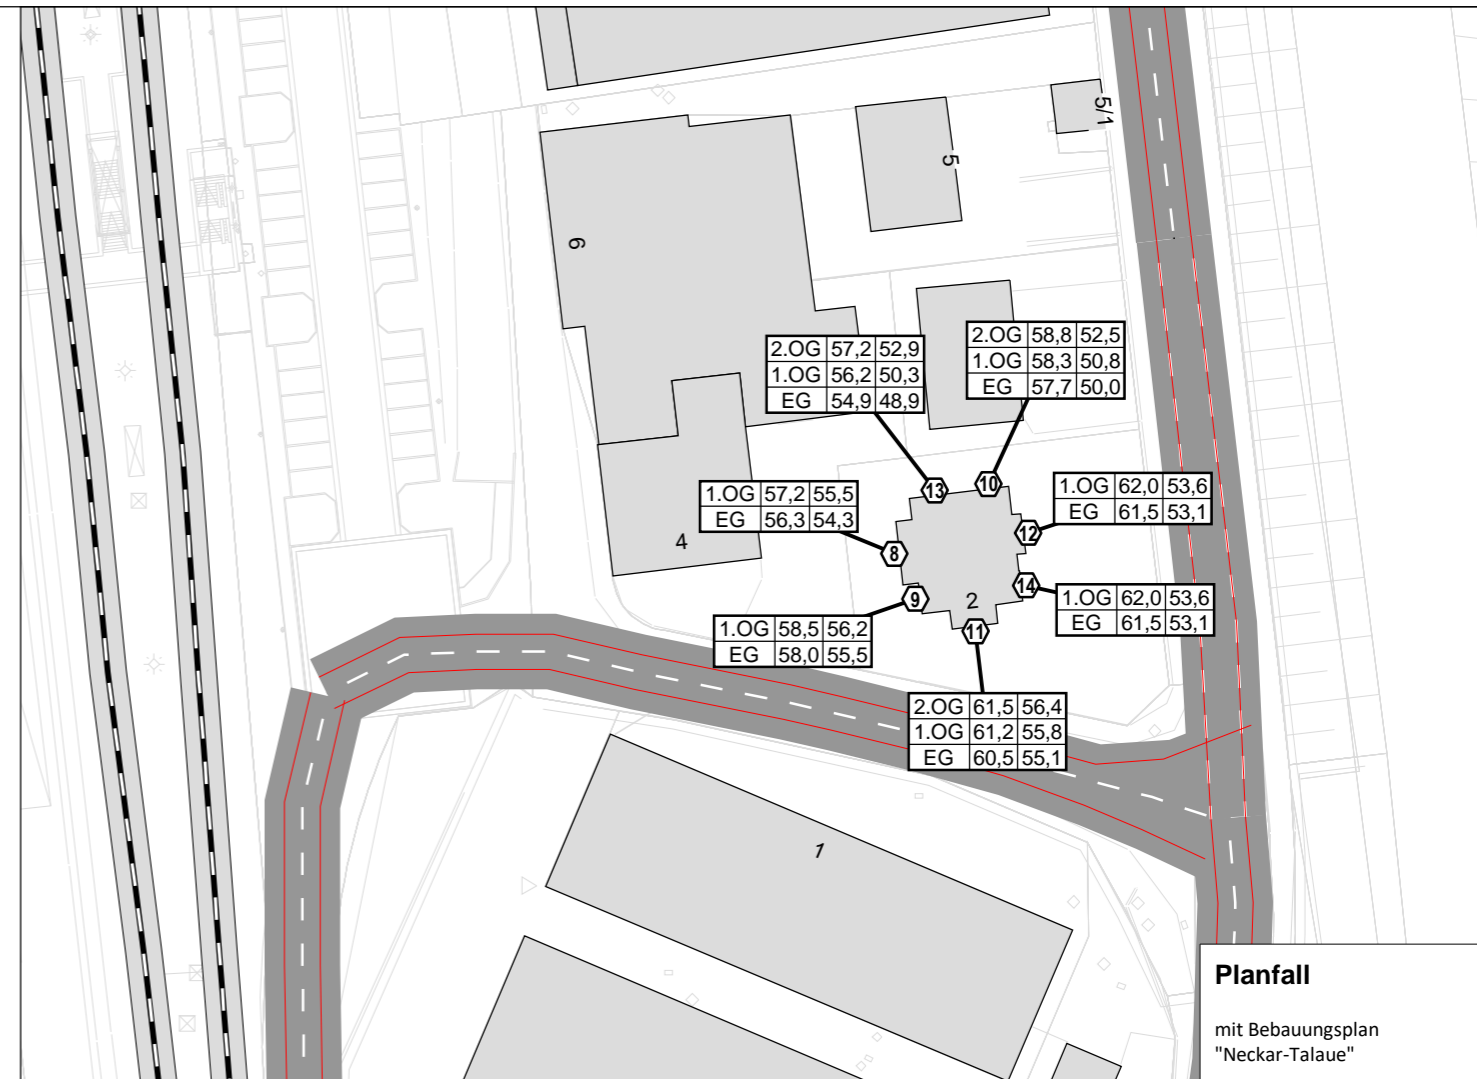 5/1
5
6
2.OG 57,2 52,9
1.OG 56,2 50,3
EG 54,9 48,9
2.OG 58,8 52,5
1.OG 58,3 50,8
EG 57,7 50,0
13
10
1.OG 57,2 55,5
EG 56,3 54,3
1.OG 62,0 53,6
EG 61,5 53,1
4
8
12
9
2
14
1.OG 62,0 53,6
EG 61,5 53,1
11
1.OG 58,5 56,2
EG 58,0 55,5
2.OG 61,5 56,4
1.OG 61,2 55,8
EG 60,5 55,1
1
Planfall
mit Bebauungsplan
"Neckar-Talaue"